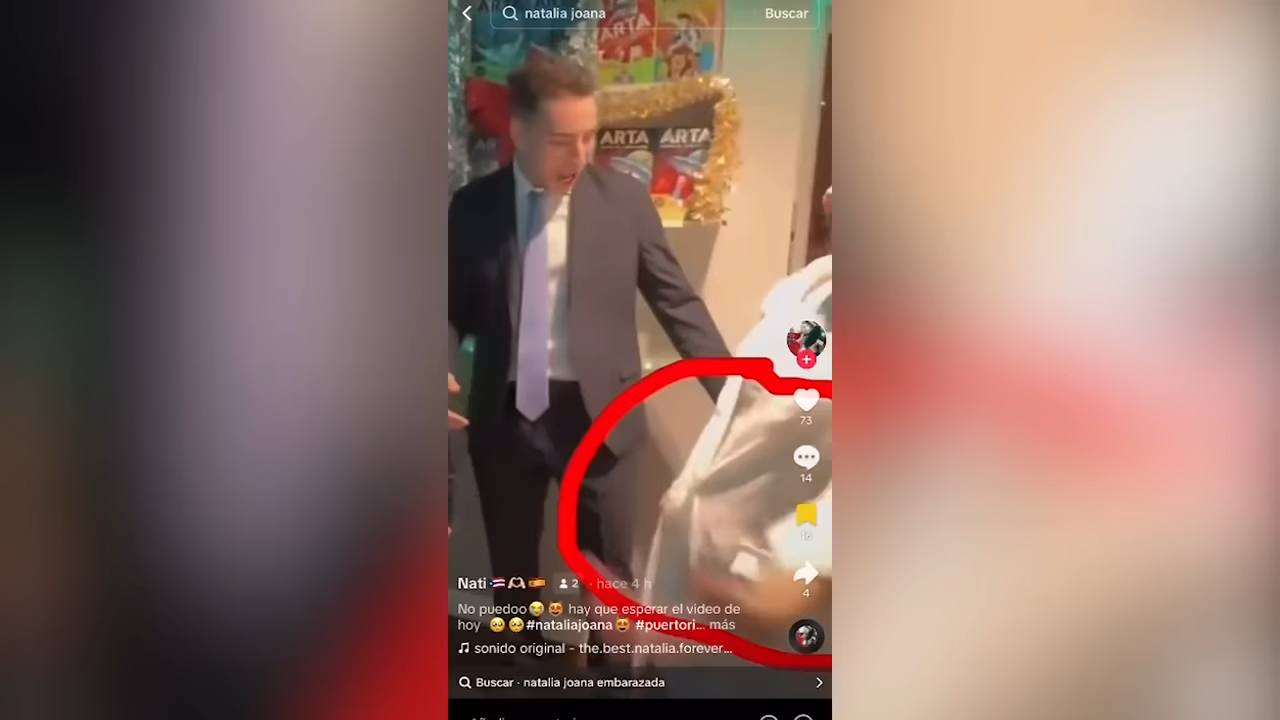 natalia joana
Buscar
ARTA
ARTA
ARTA
73
14
16
4
Nati
2
· hace 4 h
No puedoo😭😻 hay que esperar el video de
hoy 🥺🥺#nataliajoana😻 #puertori... más
sonido original - the.best.natalia.forever...
Buscar · natalia joana embarazada